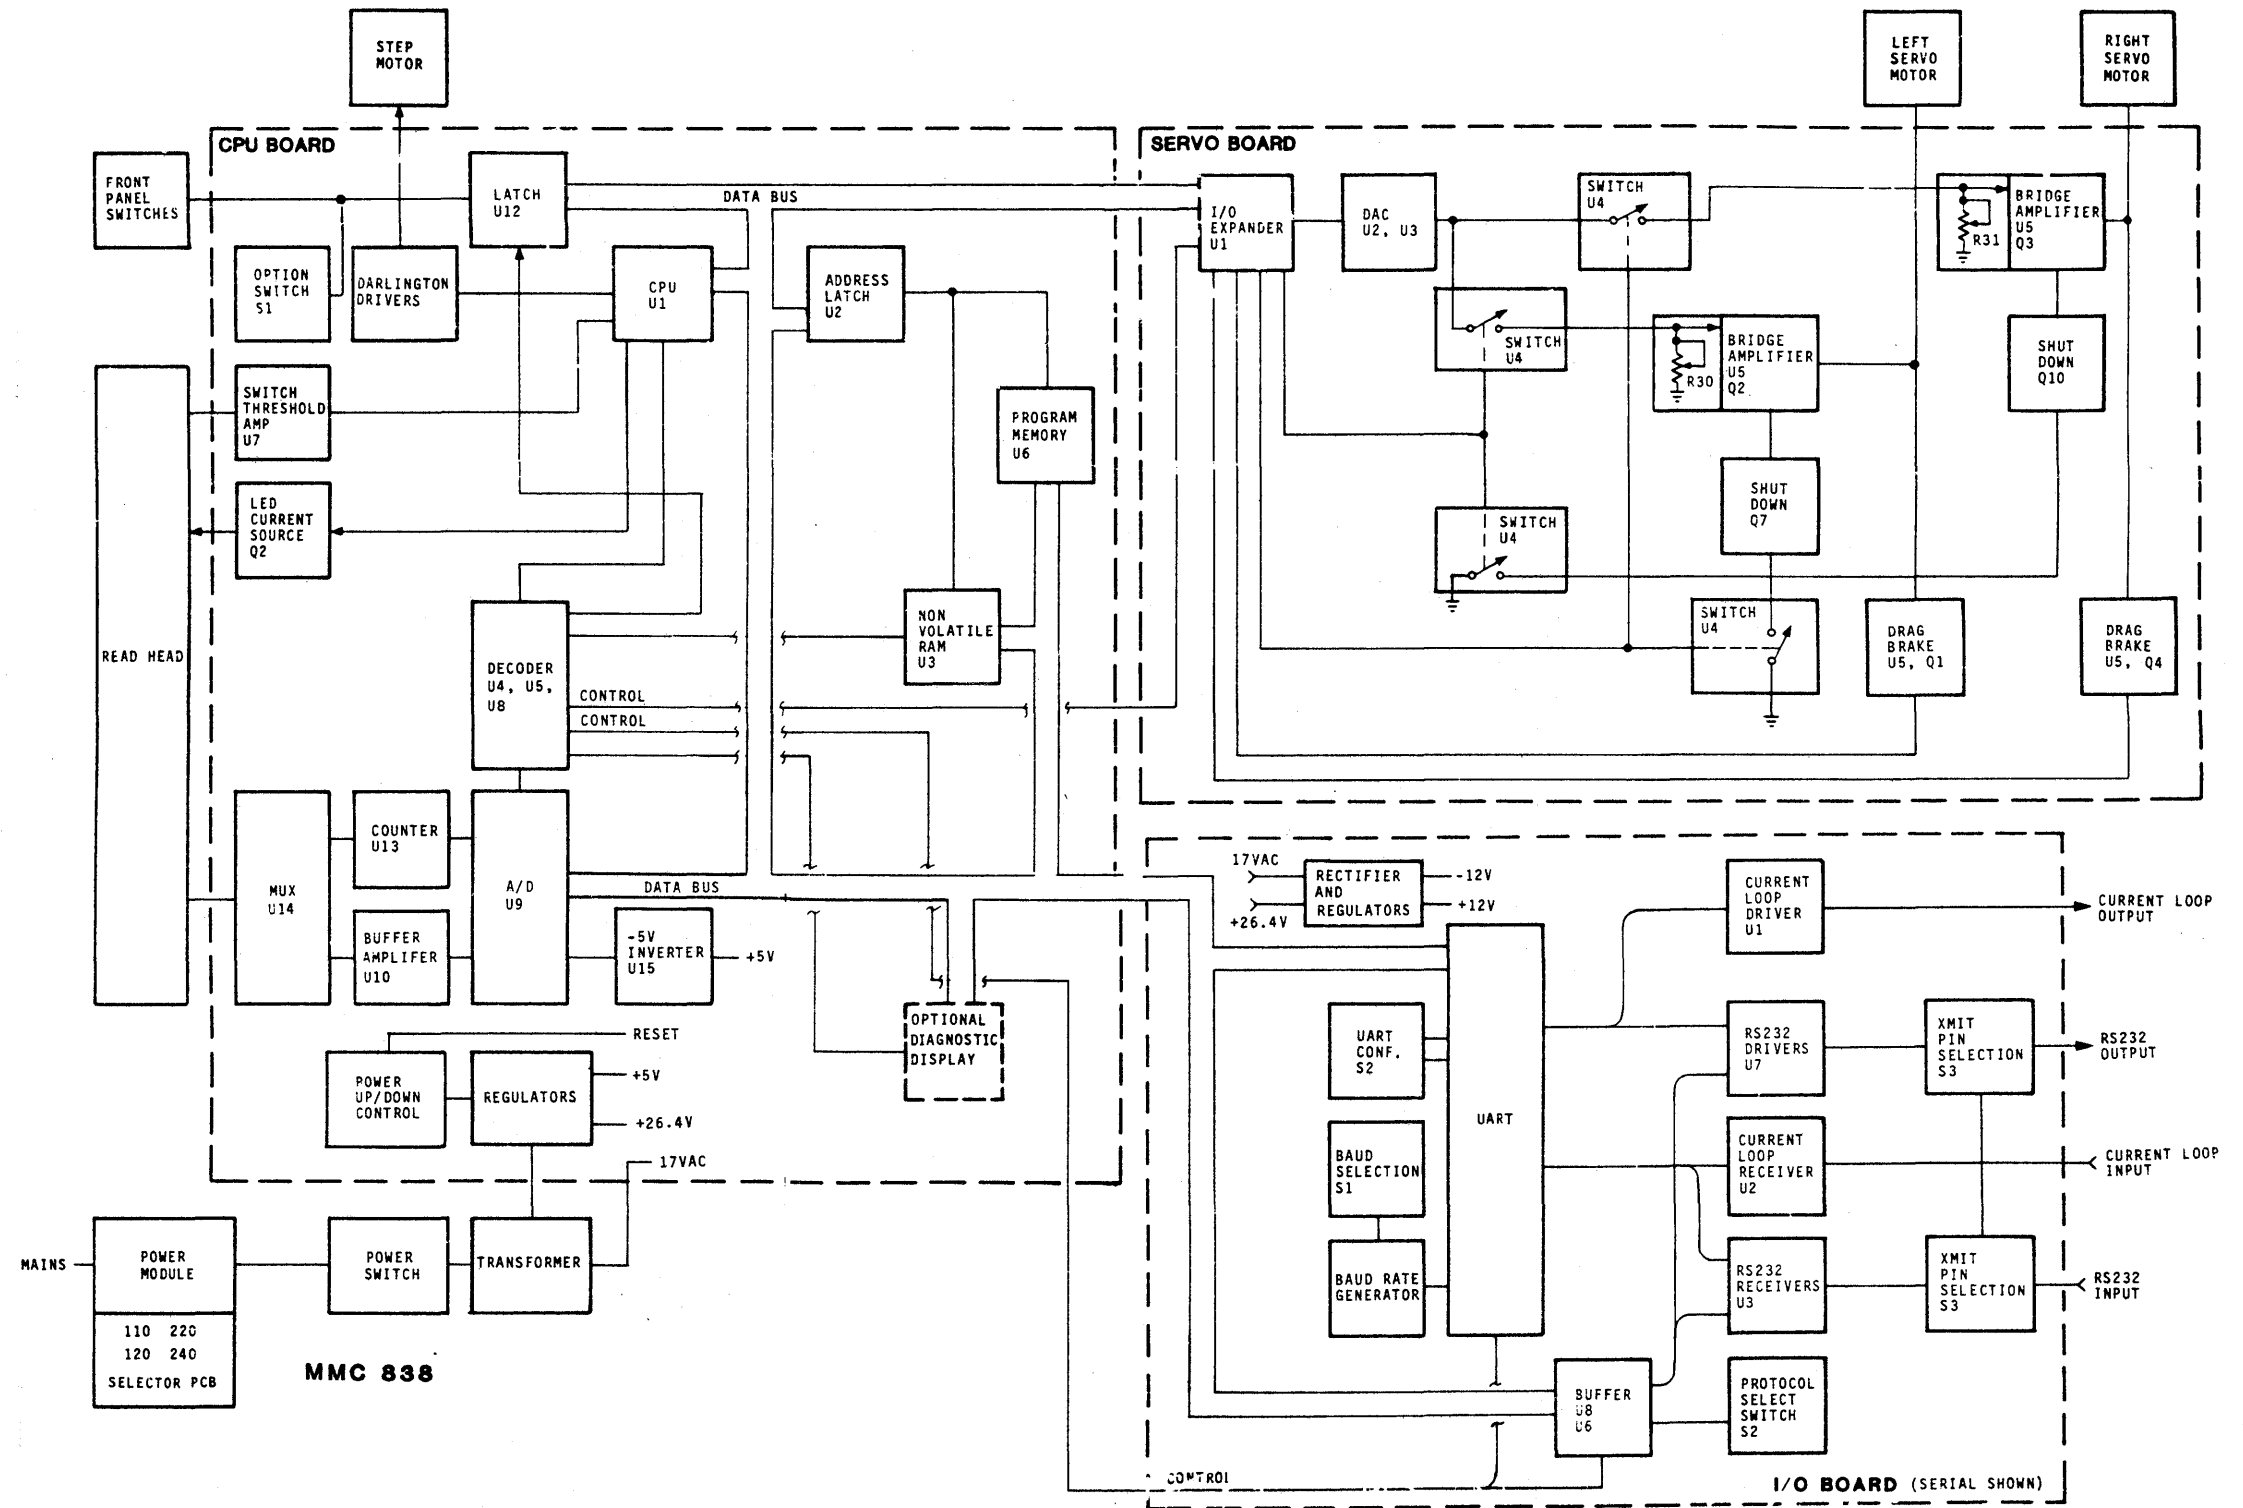 STEP
MOTOR
LEFT
SERVO
MOTOR
RIGHT
SERVO
MOTOR
CPU BOARD
SERVO BOARD
FRONT
PANEL
SWITCHES
LATCH
U12
DATA BUS
I/O
EXPANDER
U1
DAC
U2, U3
SWITCH
U4
R31
BRIDGE
AMPLIFIER
U5
Q3
OPTION
SWITCH
S1
DARLINGTON
DRIVERS
CPU
U1
ADDRESS
LATCH
U2
SWITCH
U4
R30
BRIDGE
AMPLIFIER
U5
Q2
SHUT
DOWN
Q10
SWITCH
THRESHOLD
AMP
U7
PROGRAM
MEMORY
U6
LED
CURRENT
SOURCE
Q2
SWITCH
U4
SHUT
DOWN
Q7
READ HEAD
DECODER
U4, U5,
U8
NON
VOLATILE
RAM
U3
SWITCH
U4
DRAG
BRAKE
U5, Q1
DRAG
BRAKE
U5, Q4
CONTROL
CONTROL
MUX
U14
COUNTER
U13
A/D
U9
DATA BUS
BUFFER
AMPLIFER
U10
-5V
INVERTER
U15
+5V
OPTIONAL
DIAGNOSTIC
DISPLAY
RESET
POWER
UP/DOWN
CONTROL
REGULATORS
+5V
+26.4V
17VAC
MAINS
POWER
MODULE
POWER
SWITCH
TRANSFORMER
110 220
120 240
SELECTOR PCB
MMC 838
17VAC
+26.4V
RECTIFIER
AND
REGULATORS
-12V
+12V
CURRENT
LOOP
DRIVER
U1
CURRENT LOOP
OUTPUT
UART
CONF.
S2
UART
RS232
DRIVERS
U7
XMIT
PIN
SELECTION
S3
RS232
OUTPUT
BAUD
SELECTION
S1
CURRENT
LOOP
RECEIVER
U2
CURRENT LOOP
INPUT
BAUD RATE
GENERATOR
RS232
RECEIVERS
U3
XMIT
PIN
SELECTION
S3
RS232
INPUT
BUFFER
U8
U6
PROTOCOL
SELECT
SWITCH
S2
CONTROL
I/O BOARD (SERIAL SHOWN)